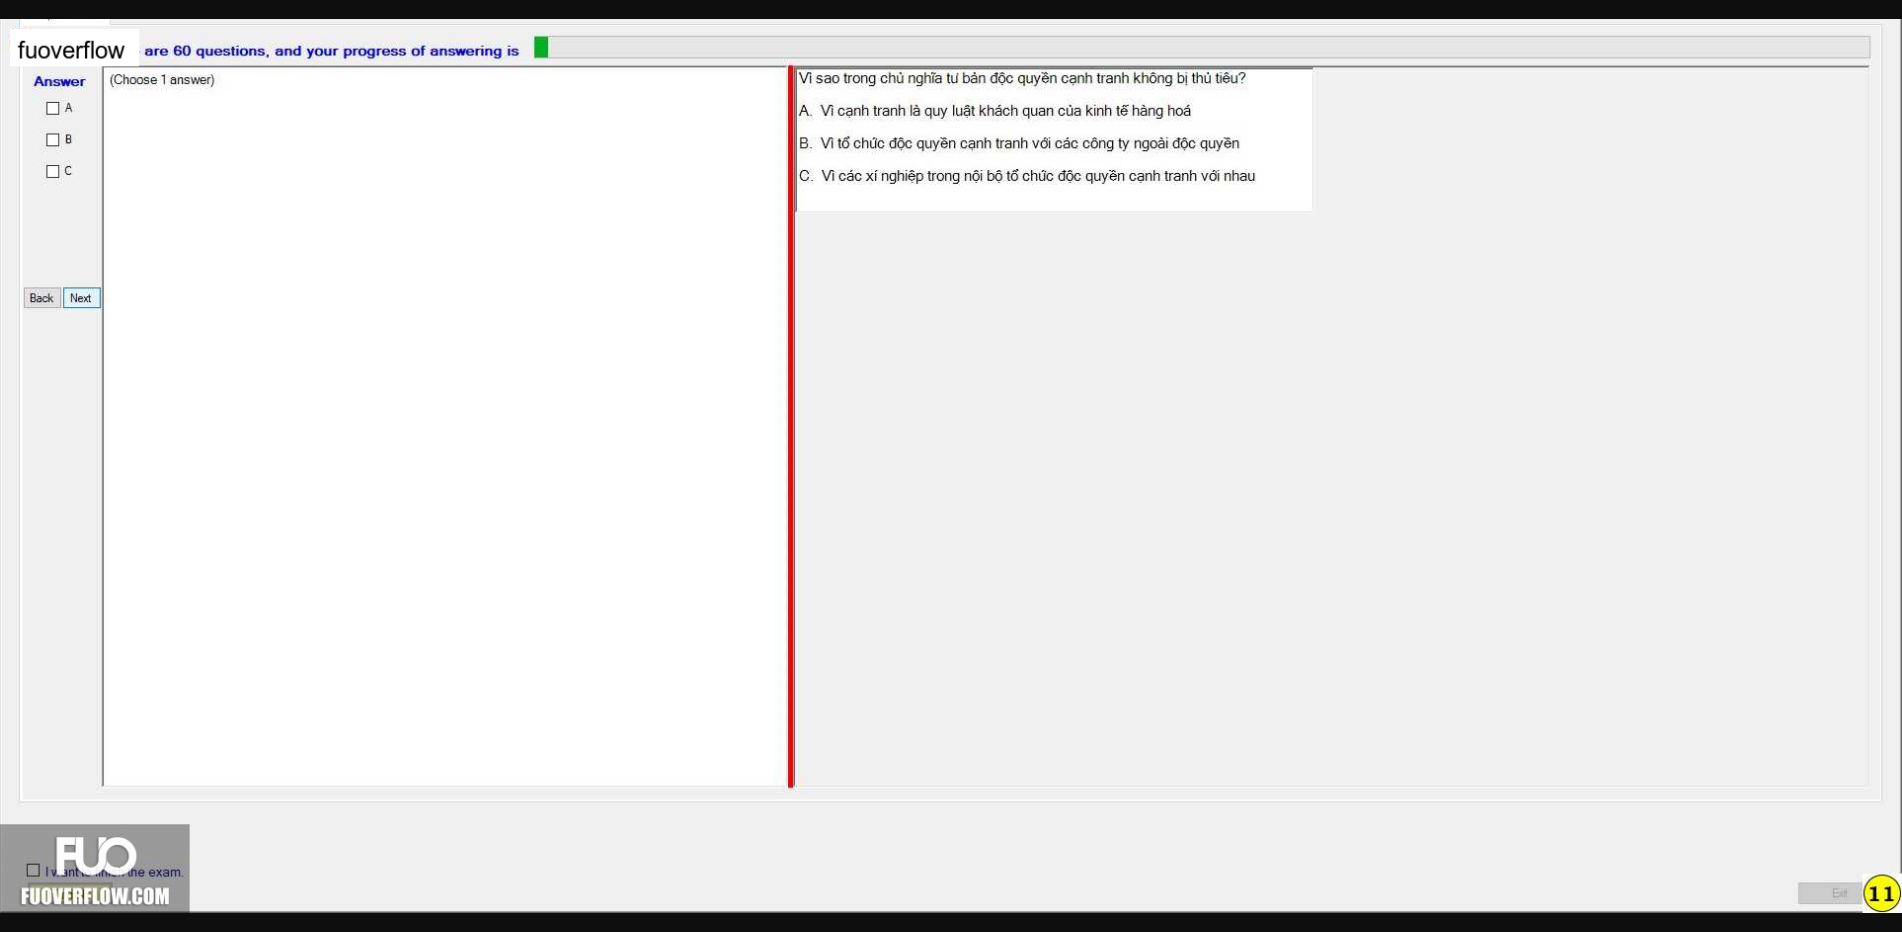 fuoverflow are 60 questions, and your progress of answering is
Answer
(Choose 1 answer)
A
B
C
Back Next
Vì sao trong chủ nghĩa tư bản độc quyền cạnh tranh không bị thủ tiêu?
A. Vì cạnh tranh là quy luật khách quan của kinh tế hàng hoá
B. Vì tổ chức độc quyền cạnh tranh với các công ty ngoài độc quyền
C. Vì các xí nghiệp trong nội bộ tổ chức độc quyền cạnh tranh với nhau
FUO
I want to finish the exam.
FUOVERFLOW.COM
Exit
11